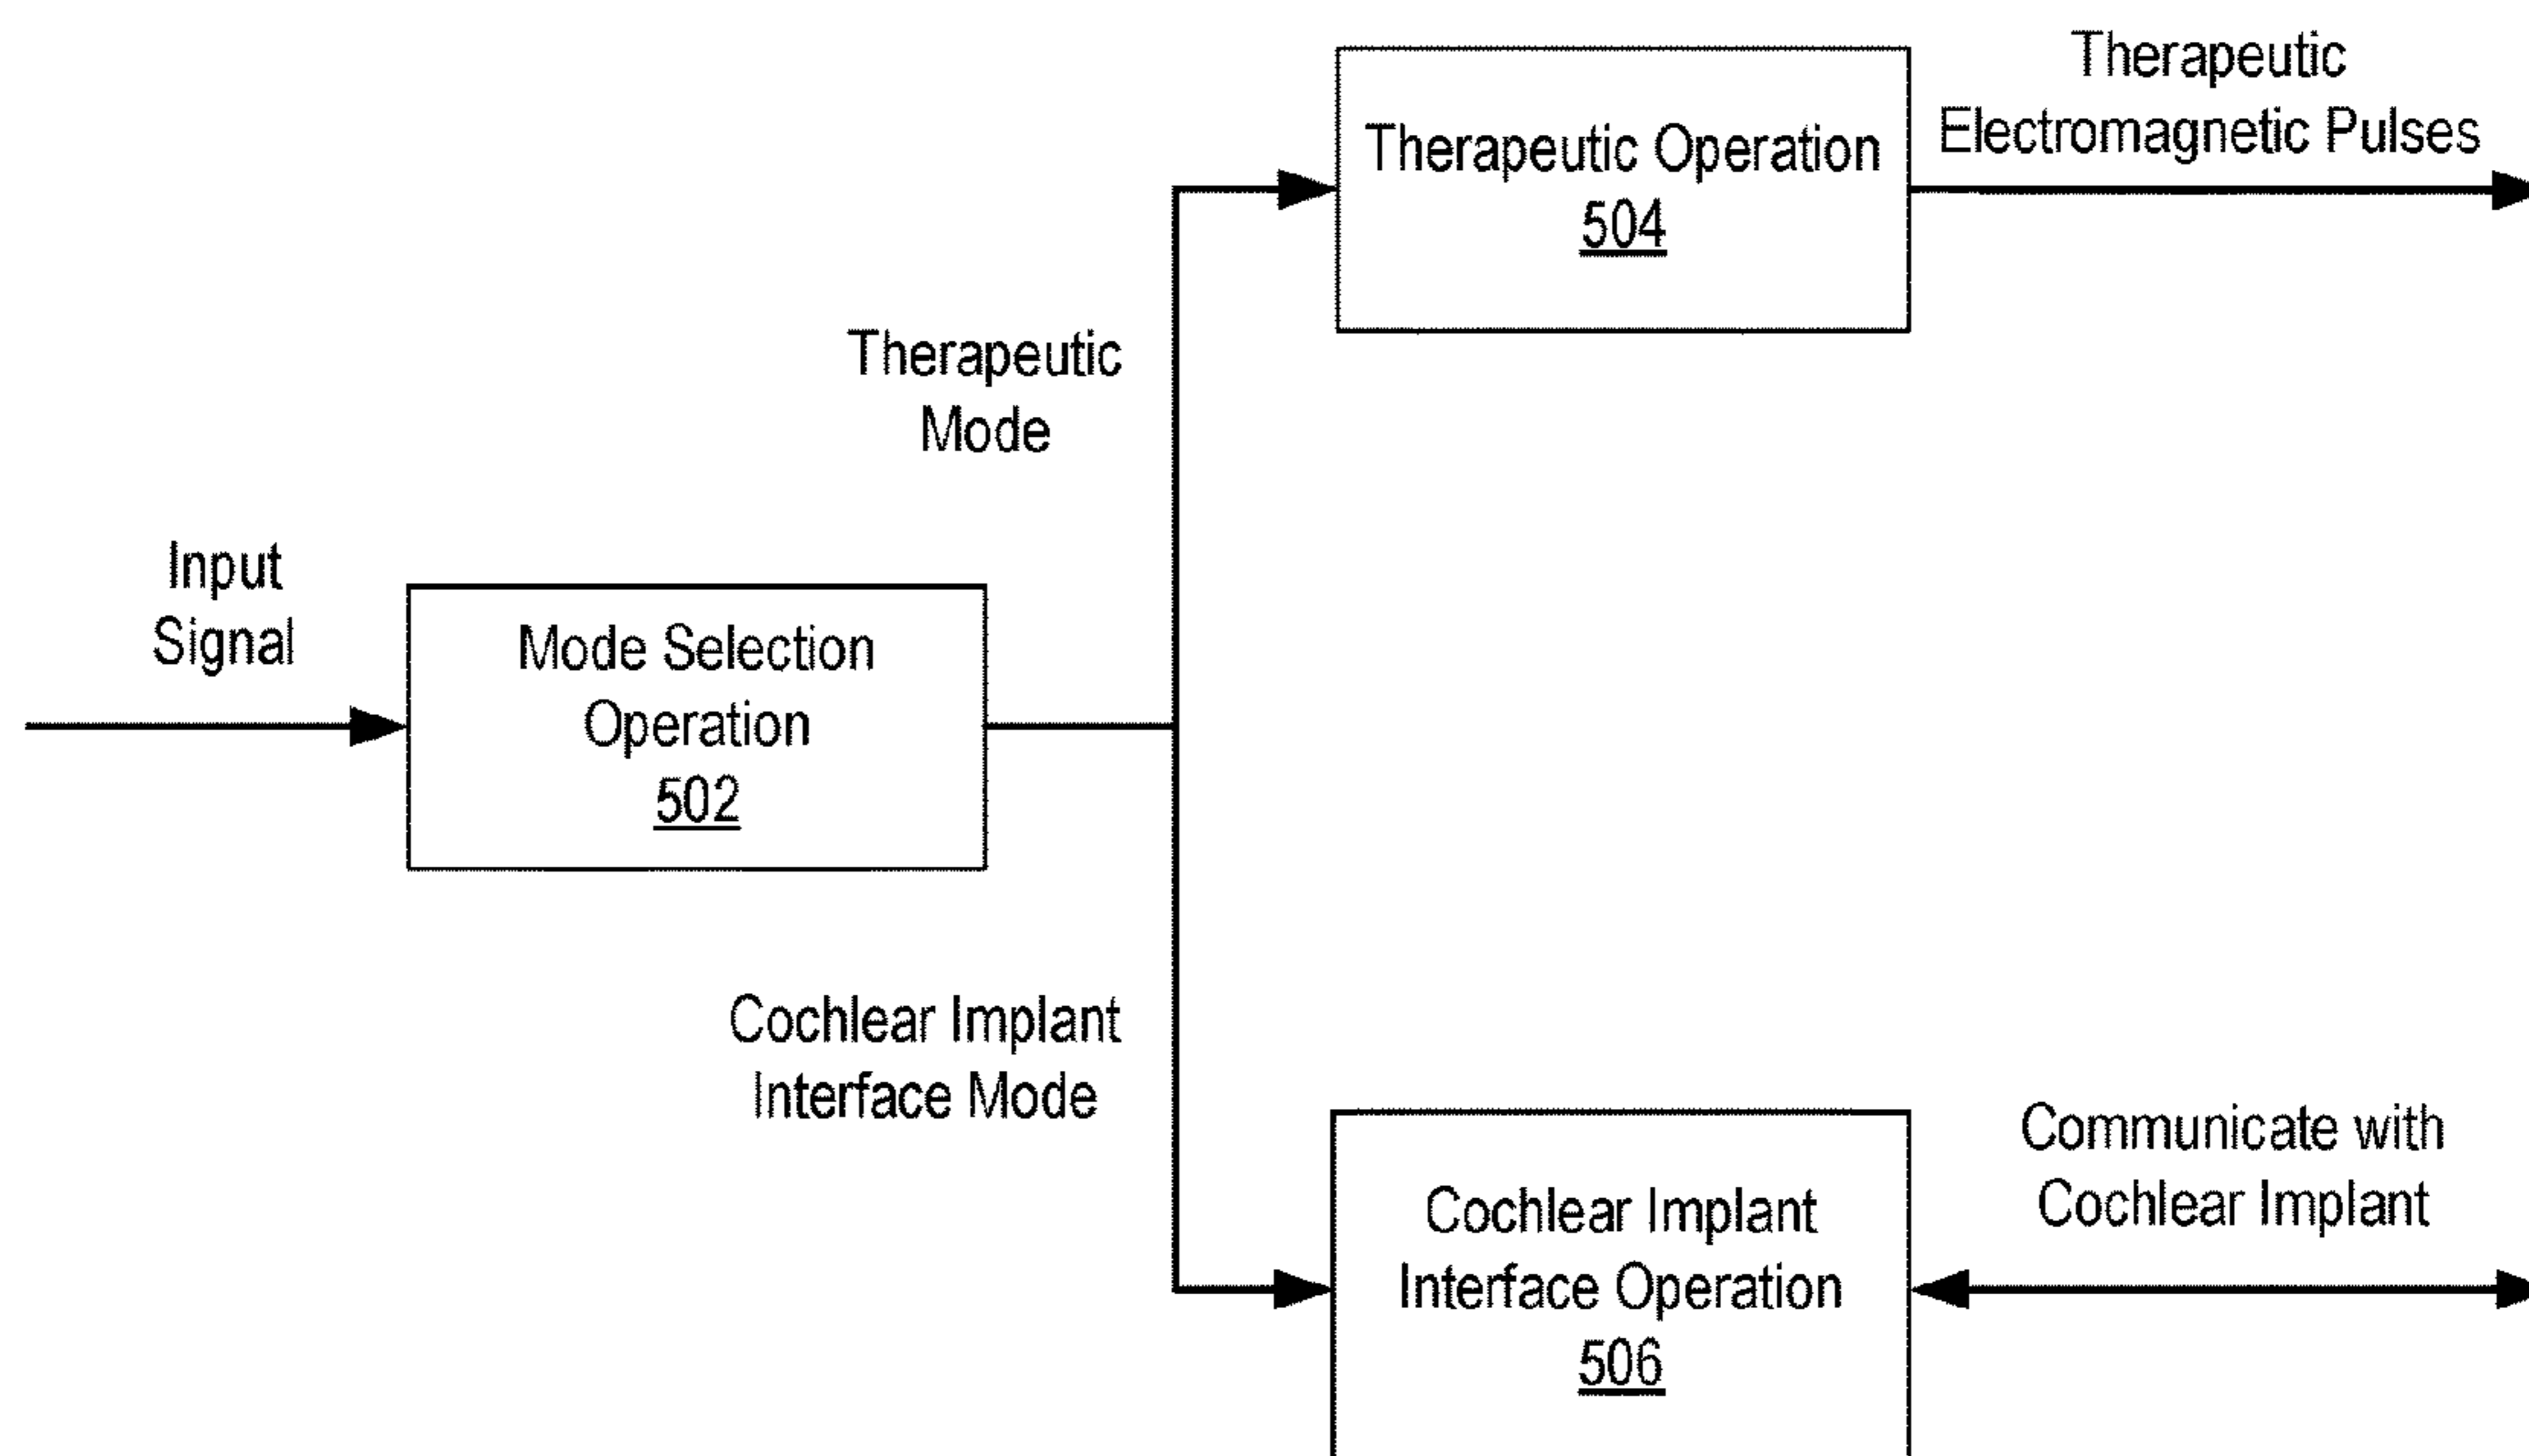 Therapeutic
Electromagnetic Pulses
Therapeutic Operation
504
Therapeutic
Mode
Input
Signal
Mode Selection
Operation
502
Cochlear Implant
Interface Mode
Communicate with
Cochlear Implant
Cochlear Implant
Interface Operation
506